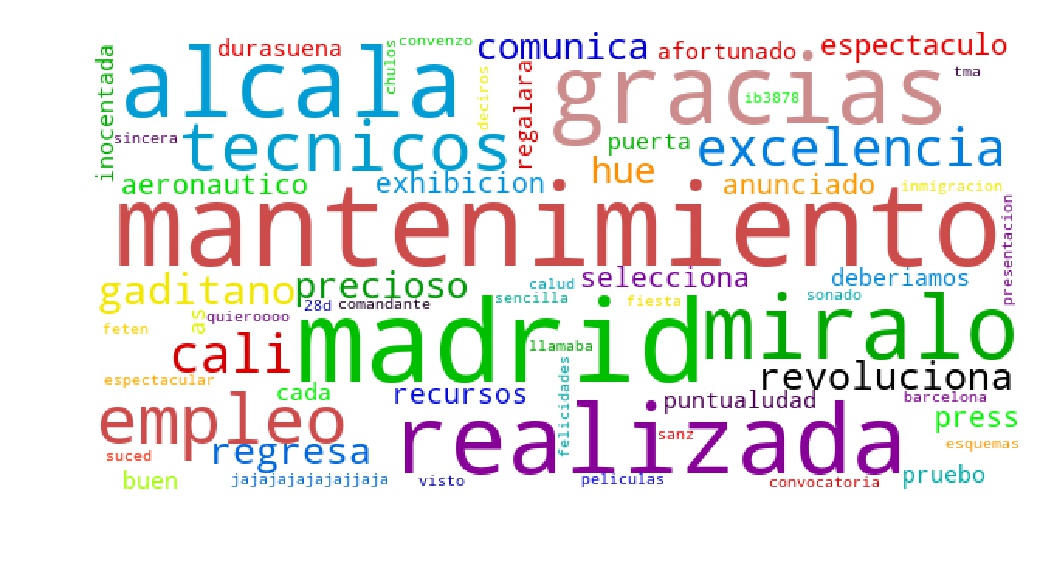 durasuena
convenzo
comunica
afortunado
espectaculo
alcala
chulos
gracias
inocentada
deciros
regalara
tma
ib3878
sincera
tecnicos
puerta
excelencia
hue
aeronautico
exhibicion
anunciado
inmigracion
mantenimiento
presentacion
gaditano
precioso
calud
selecciona
deberiamos
sencilla
fiesta
sonado
28d
comandante
as
quieroooo
feten
madrid
miralo
cali
llamaba
revoluciona
espectacular
cada
recursos
felicidades
puntualudad
barcelona
empleo
realizada
press
sanz
esquemas
regresa
suced
buen
jajajajajajjaja
visto
peliculas
convocatoria
pruebo